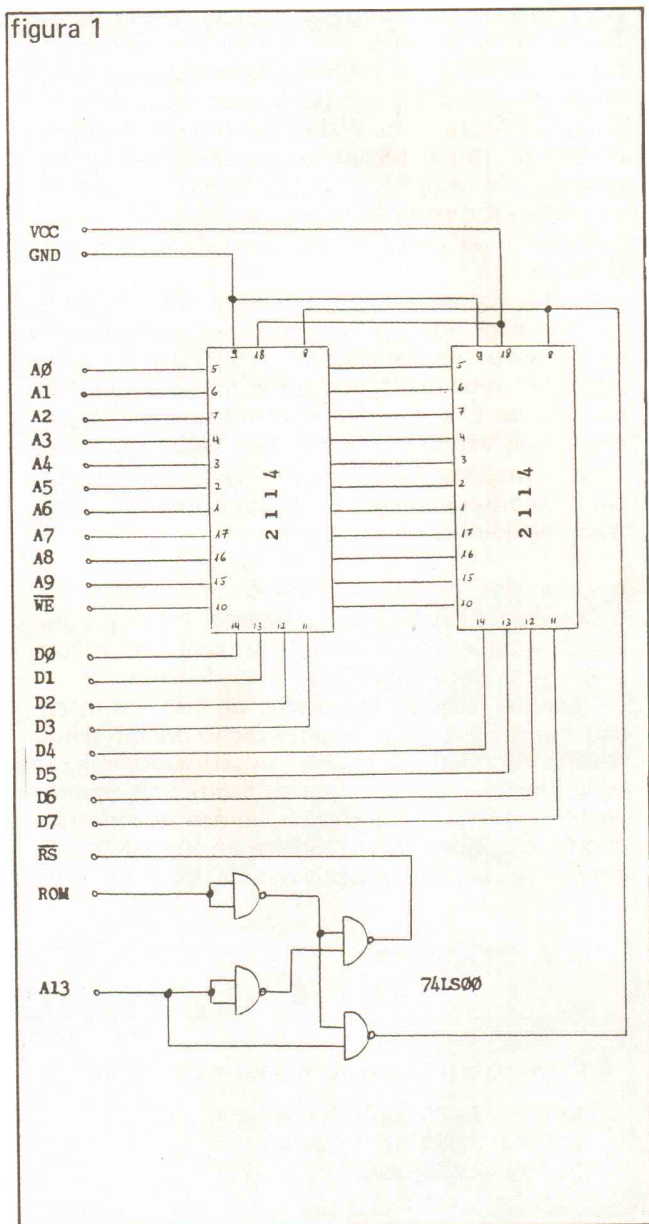 figura 1
VCC
GND
9 18 8
9 18 8
AØ 5 5
A1 6 6
A2 7 7
A3 4 4
A4 3 3
A5 2 2
A6 1 1
A7 17 17
A8 16 16
A9 15 15
WE 10 10
2114
2114
14 13 12 11
14 13 12 11
DØ
D1
D2
D3
D4
D5
D6
D7
RS
ROM
A13
74LSØØ